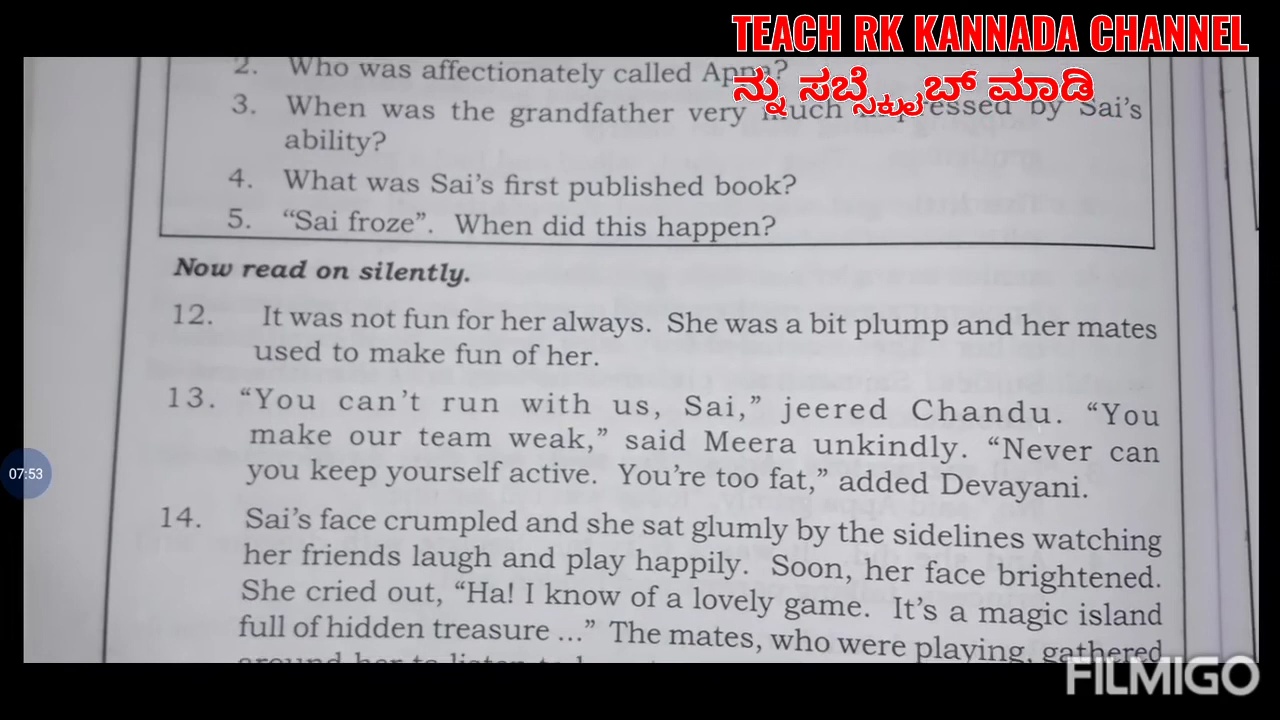 TEACH RK KANNADA CHANNEL
ನ್ನು ಸಬ್ಸ್ಕ್ರೈಬ್ ಮಾಡಿ
2. Who was affectionately called Appa?
3. When was the grandfather very much impressed by Sai's
ability?
4. What was Sai's first published book?
5. “Sai froze”. When did this happen?
Now read on silently.
12. It was not fun for her always. She was a bit plump and her mates
used to make fun of her.
13. “You can't run with us, Sai,” jeered Chandu. “You
make our team weak,” said Meera unkindly. “Never can
you keep yourself active. You're too fat,” added Devayani.
14. Sai's face crumpled and she sat glumly by the sidelines watching
her friends laugh and play happily. Soon, her face brightened.
She cried out, “Ha! I know of a lovely game. It's a magic island
full of hidden treasure ...” The mates, who were playing, gathered
around her to listen to
07:53
FILMIGO